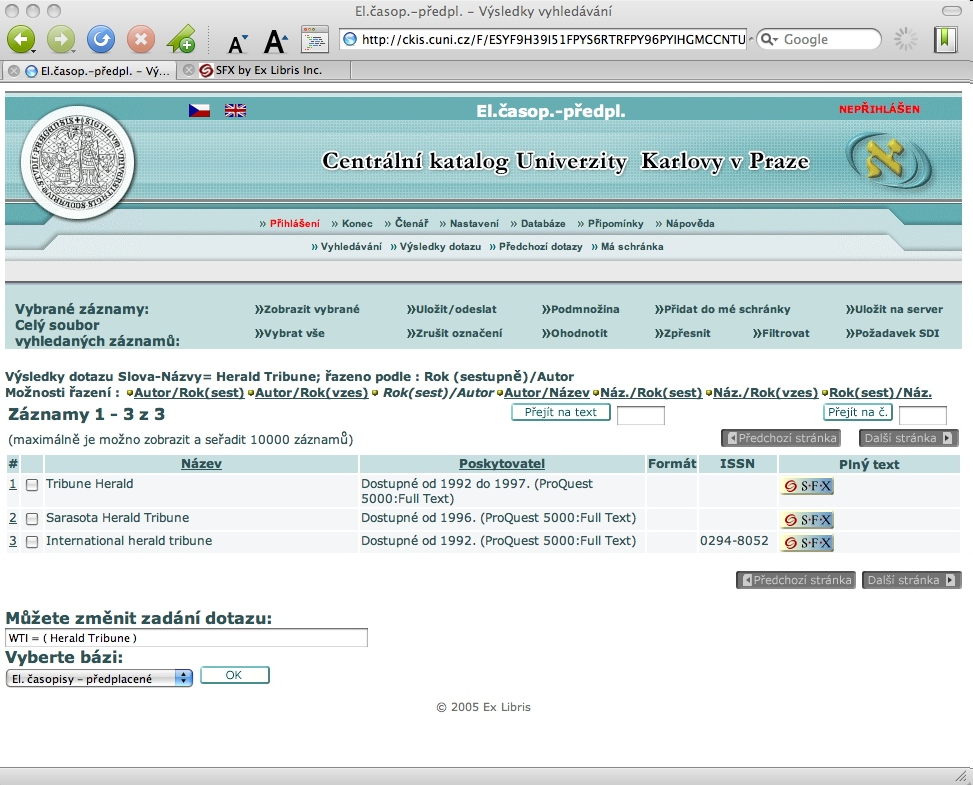 El.časop.-předpl. – Výsledky vyhledávání
A A http://ckis.cuni.cz/F/ESYF9H39I51FPYS6RTRFPY96PYIHGMCCNTU Google
El.časop.-předpl. – Vý... SFX by Ex Libris Inc.
El.časop.-předpl. NEPŘIHLÁŠEN
Centrální katalog Univerzity Karlovy v Praze
» Přihlášení » Konec » Čtenář » Nastavení » Databáze » Připomínky » Nápověda
» Vyhledávání » Výsledky dotazu » Předchozí dotazy » Má schránka
Vybrané záznamy: »Zobrazit vybrané »Uložit/odeslat »Podmnožina »Přidat do mé schránky »Uložit na server
Celý soubor
vyhledaných záznamů: »Vybrat vše »Zrušit označení »Ohodnotit »Zpřesnit »Filtrovat »Požadavek SDI
Výsledky dotazu Slova-Názvy= Herald Tribune; řazeno podle : Rok (sestupně)/Autor
Možnosti řazení : Autor/Rok(sest) Autor/Rok(vzes) Rok(sest)/Autor Autor/Název Náz./Rok(sest) Náz./Rok(vzes) Rok(sest)/Náz.
Záznamy 1 - 3 z 3 Přejít na text Přejít na č.
(maximálně je možno zobrazit a seřadit 10000 záznamů) Předchozí stránka Další stránka
# Název Poskytovatel Formát ISSN Plný text
1 Tribune Herald Dostupné od 1992 do 1997. (ProQuest
5000:Full Text) S·F·X
2 Sarasota Herald Tribune Dostupné od 1996. (ProQuest 5000:Full Text) S·F·X
3 International herald tribune Dostupné od 1992. (ProQuest 5000:Full Text) 0294-8052 S·F·X
Předchozí stránka Další stránka
Můžete změnit zadání dotazu:
WTI = ( Herald Tribune )
Vyberte bázi:
El. časopisy – předplacené OK
© 2005 Ex Libris